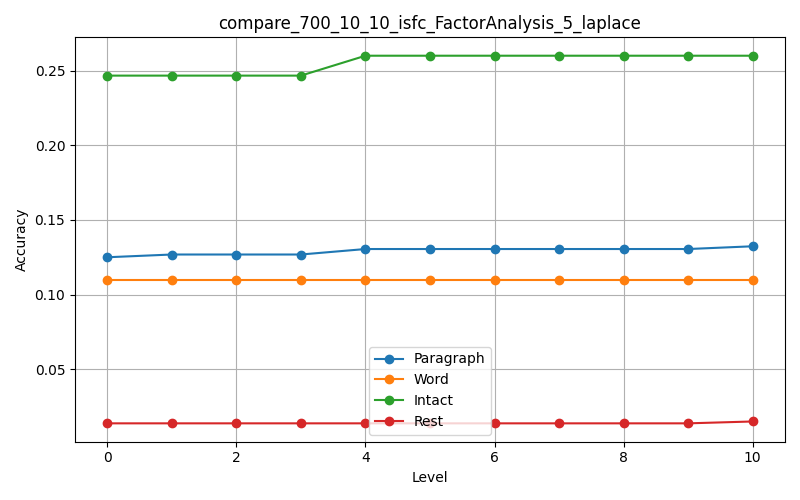 compare_700_10_10_isfc_FactorAnalysis_5_laplace
Accuracy
0.25
0.20
0.15
0.10
0.05
Paragraph
Word
Intact
Rest
0 2 4 6 8 10
Level